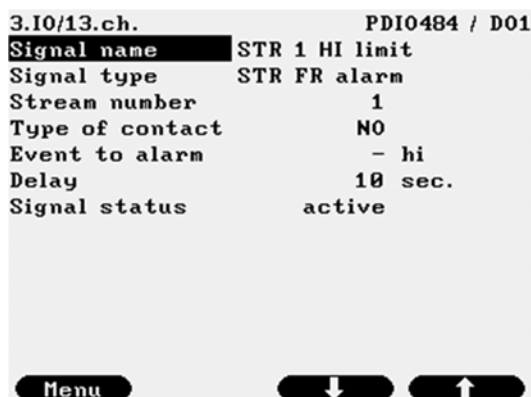 3.IO/13.ch. PDIO484 / DO1
Signal name STR 1 HI limit
Signal type STR FR alarm
Stream number 1
Type of contact NO
Event to alarm - hi
Delay 10 sec.
Signal status active
Menu